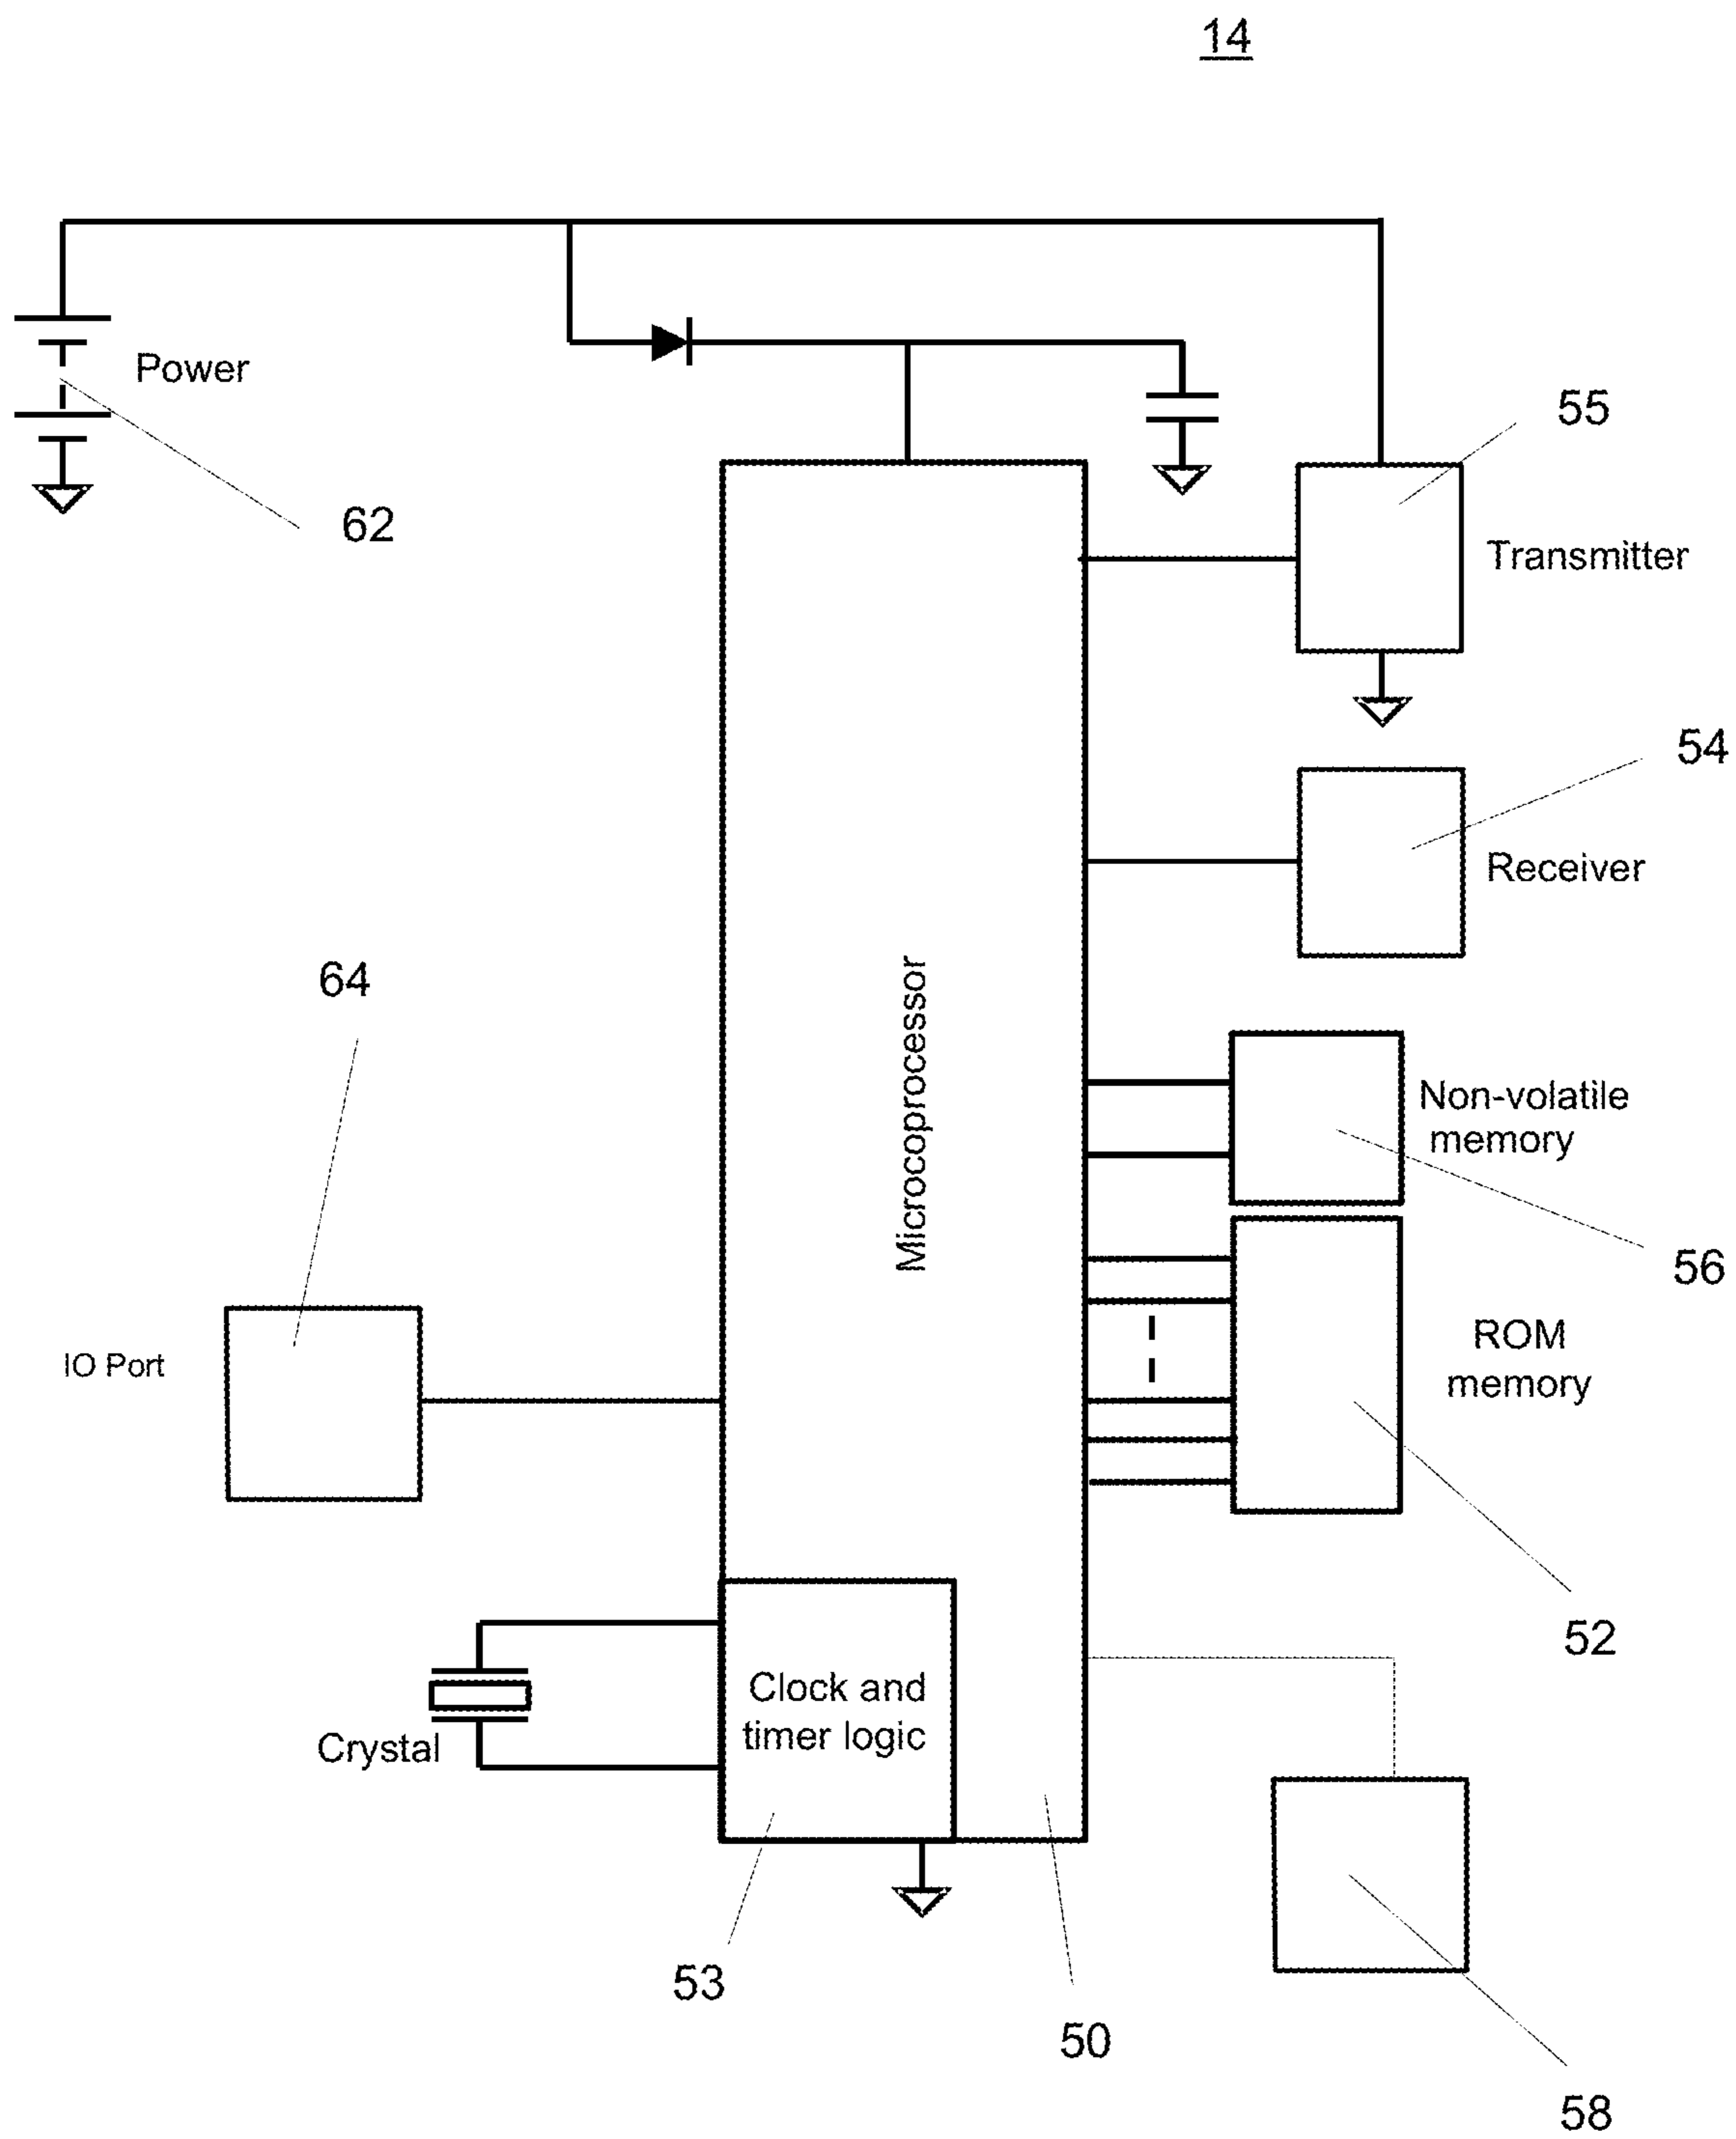 14
Power
62
55
Transmitter
54
Receiver
64
Microcoprocessor
Non-volatile
memory
56
IO Port
ROM
memory
52
Clock and
timer logic
Crystal
53
50
58